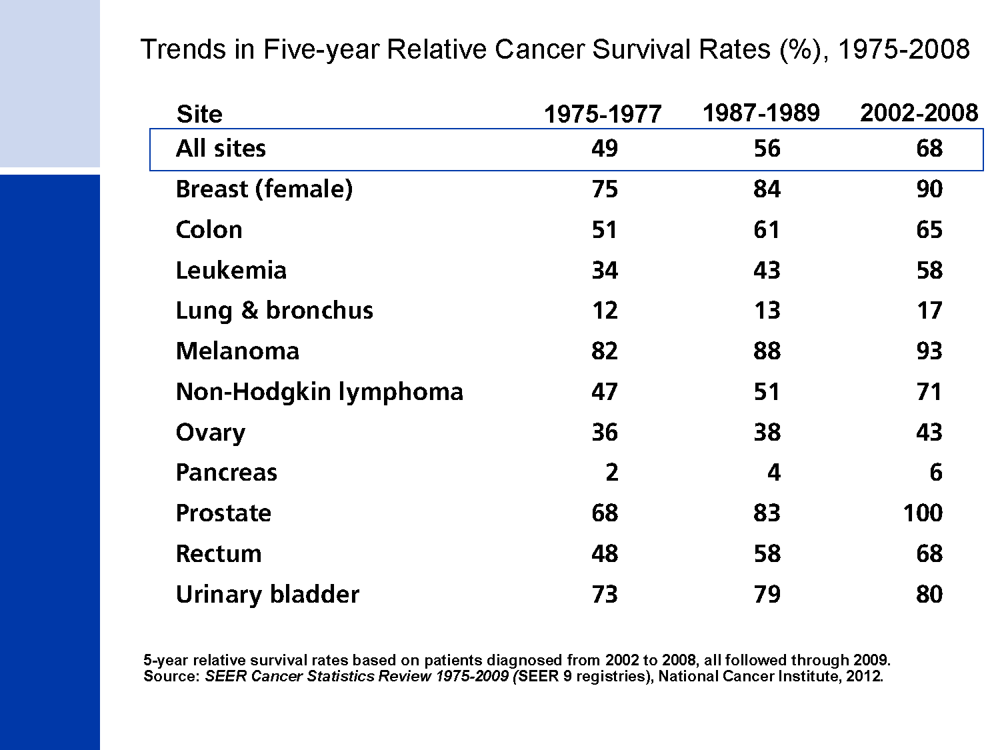 Trends in Five-year Relative Cancer Survival Rates (%), 1975-2008
Site 1975-1977 1987-1989 2002-2008
All sites 49 56 68
Breast (female) 75 84 90
Colon 51 61 65
Leukemia 34 43 58
Lung & bronchus 12 13 17
Melanoma 82 88 93
Non-Hodgkin lymphoma 47 51 71
Ovary 36 38 43
Pancreas 2 4 6
Prostate 68 83 100
Rectum 48 58 68
Urinary bladder 73 79 80
5-year relative survival rates based on patients diagnosed from 2002 to 2008, all followed through 2009.
Source: SEER Cancer Statistics Review 1975-2009 (SEER 9 registries), National Cancer Institute, 2012.